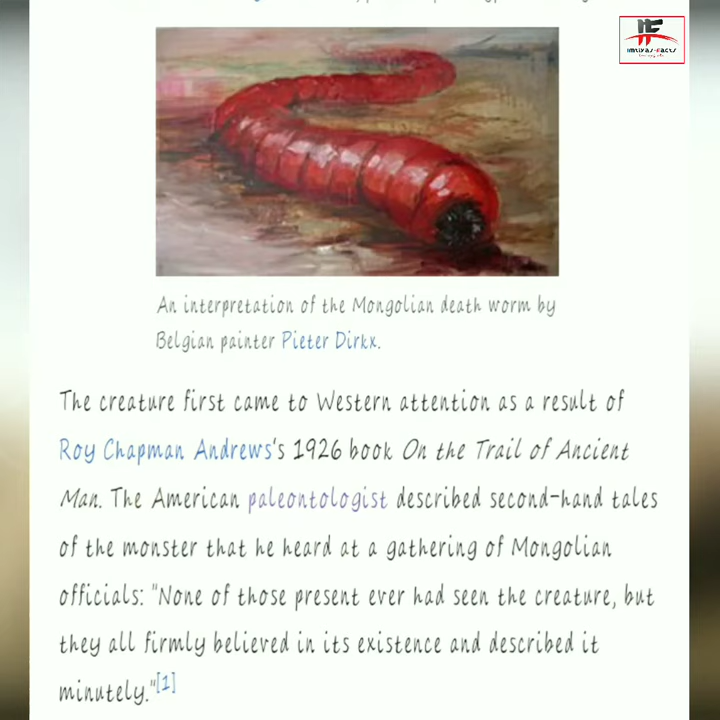 An interpretation of the Mongolian death worm by
Belgian painter Pieter Dirkx.
The creature first came to Western attention as a result of
Roy Chapman Andrews's 1926 book On the Trail of Ancient
Man. The American paleontologist described second-hand tales
of the monster that he heard at a gathering of Mongolian
officials: "None of those present ever had seen the creature, but
they all firmly believed in its existence and described it
minutely."[1]